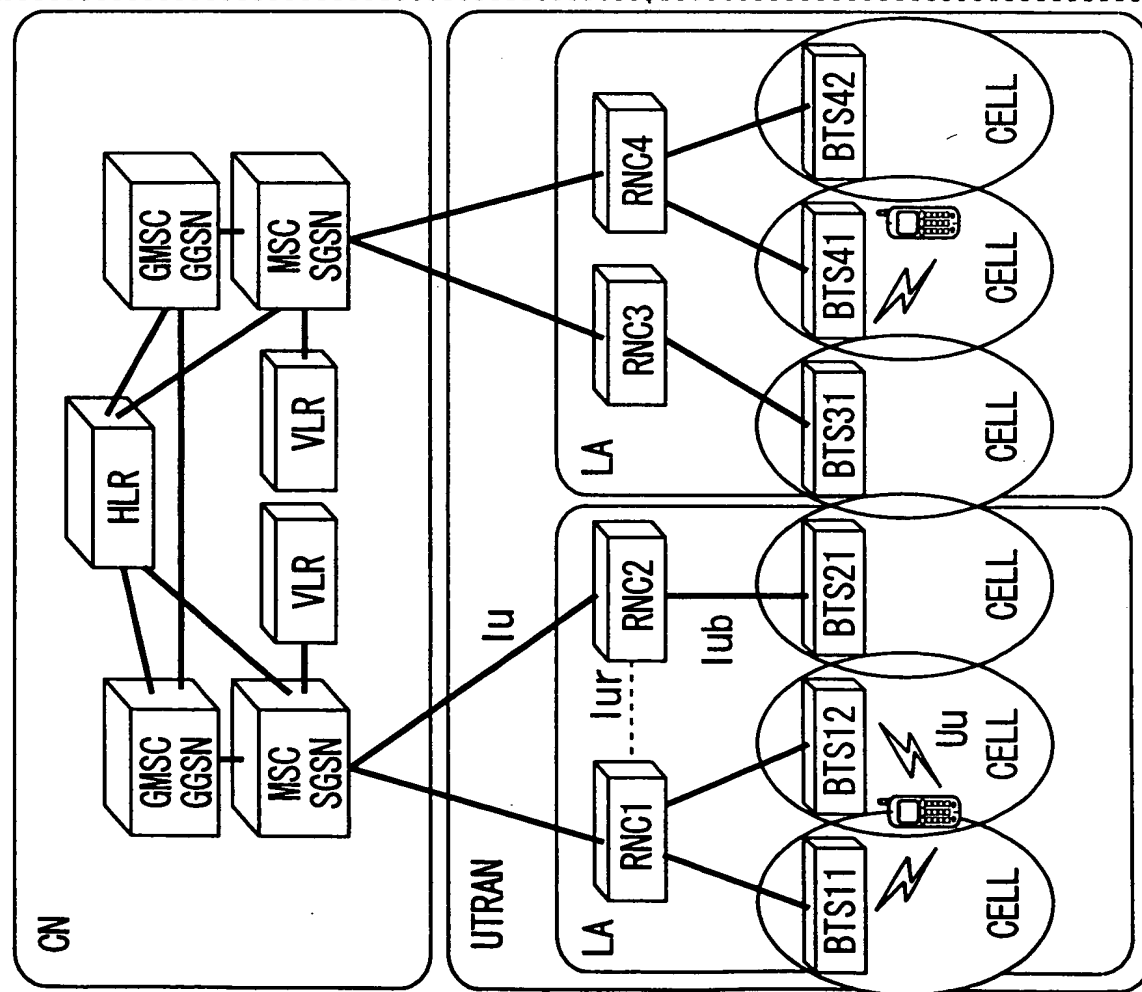 CN
HLR
GMSC
GGSN
GMSC
GGSN
MSC
SGSN
VLR
VLR
MSC
SGSN
Iu
UTRAN
LA
LA
RNC1
Iur
RNC2
RNC3
RNC4
Iub
BTS11
BTS12
BTS21
BTS31
BTS41
BTS42
Uu
CELL
CELL
CELL
CELL
CELL
CELL